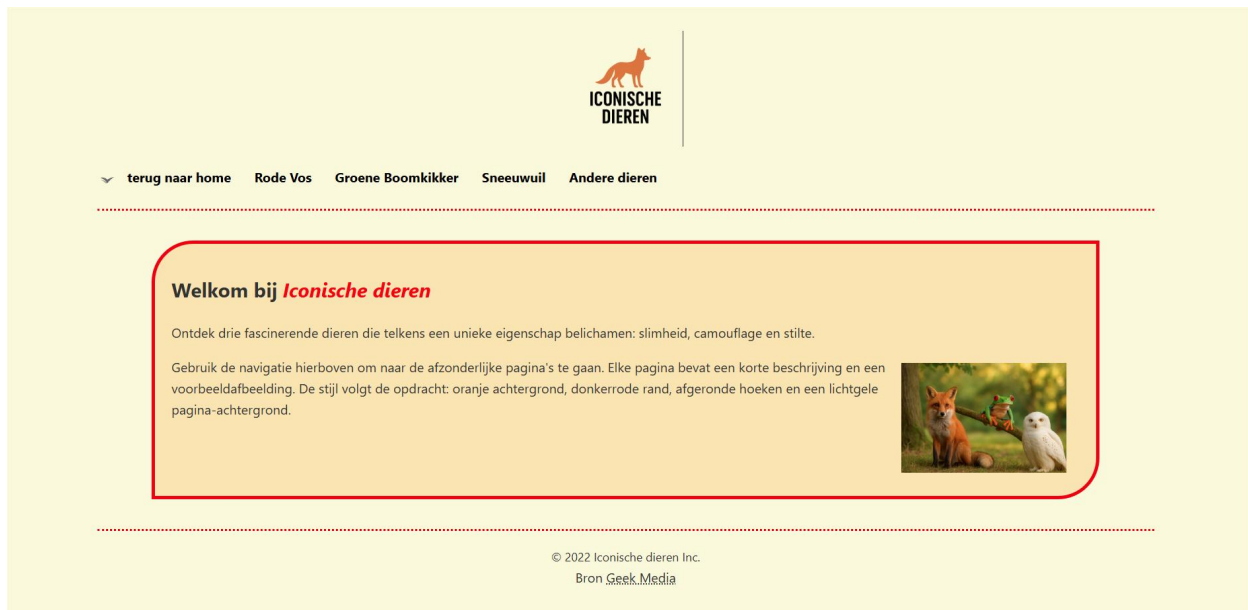 ICONISCHE
DIEREN
terug naar home Rode Vos Groene Boomkikker Sneeuwuil Andere dieren
Welkom bij Iconische dieren
Ontdek drie fascinerende dieren die telkens een unieke eigenschap belichamen: slimheid, camouflage en stilte.
Gebruik de navigatie hierboven om naar de afzonderlijke pagina's te gaan. Elke pagina bevat een korte beschrijving en een
voorbeeldafbeelding. De stijl volgt de opdracht: oranje achtergrond, donkerrode rand, afgeronde hoeken en een lichtgele
pagina-achtergrond.
© 2022 Iconische dieren Inc.
Bron Geek Media